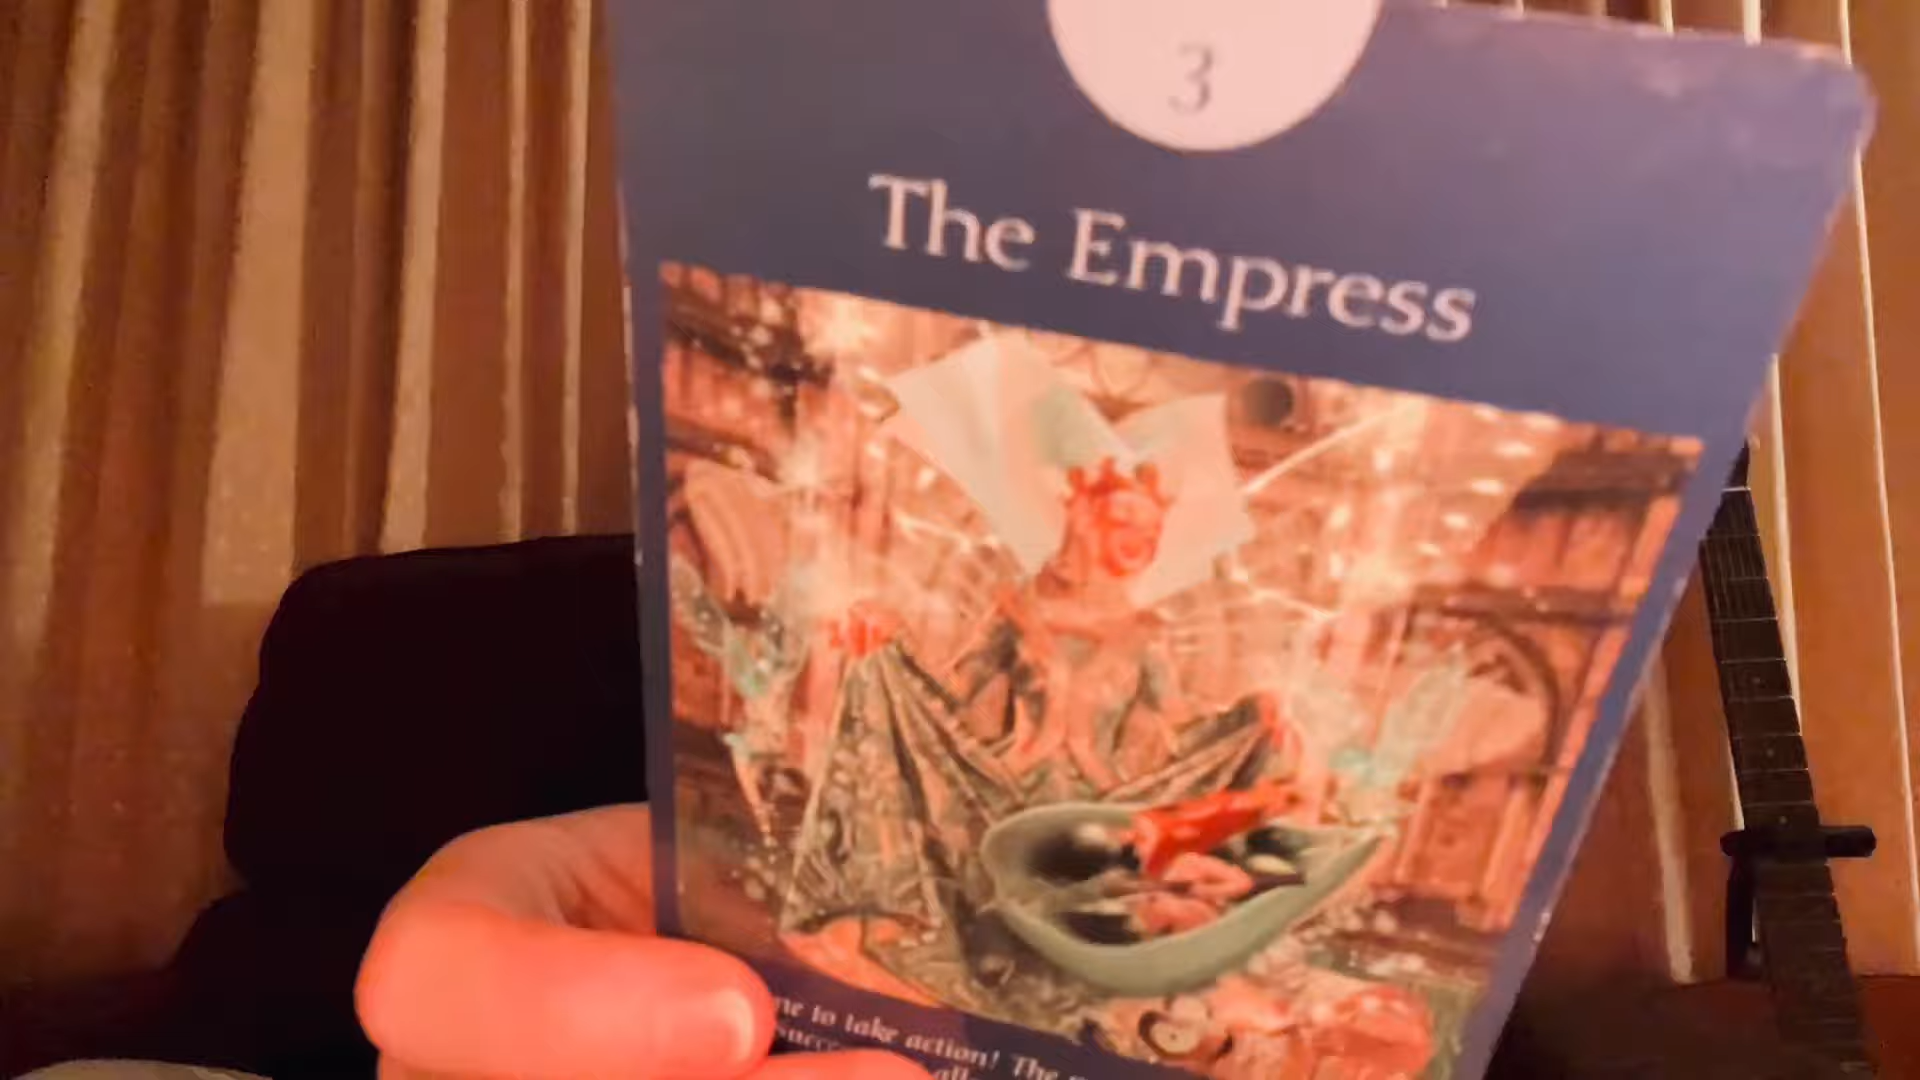 3
The Empress
to take action! The